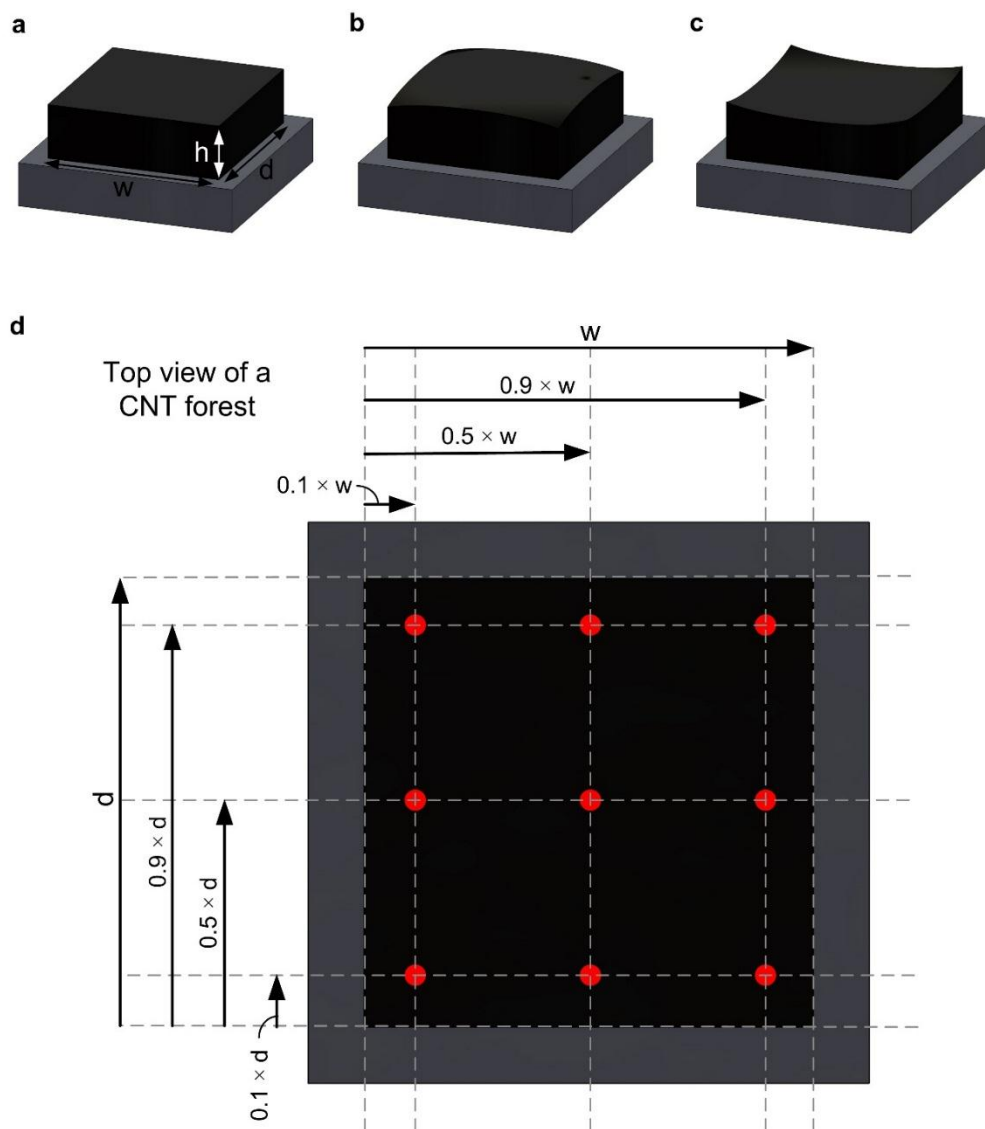 a
b
c
h
d
w
d
w
Top view of a
CNT forest
0.9 × w
0.5 × w
0.1 × w
d
0.9 × d
0.5 × d
0.1 × d